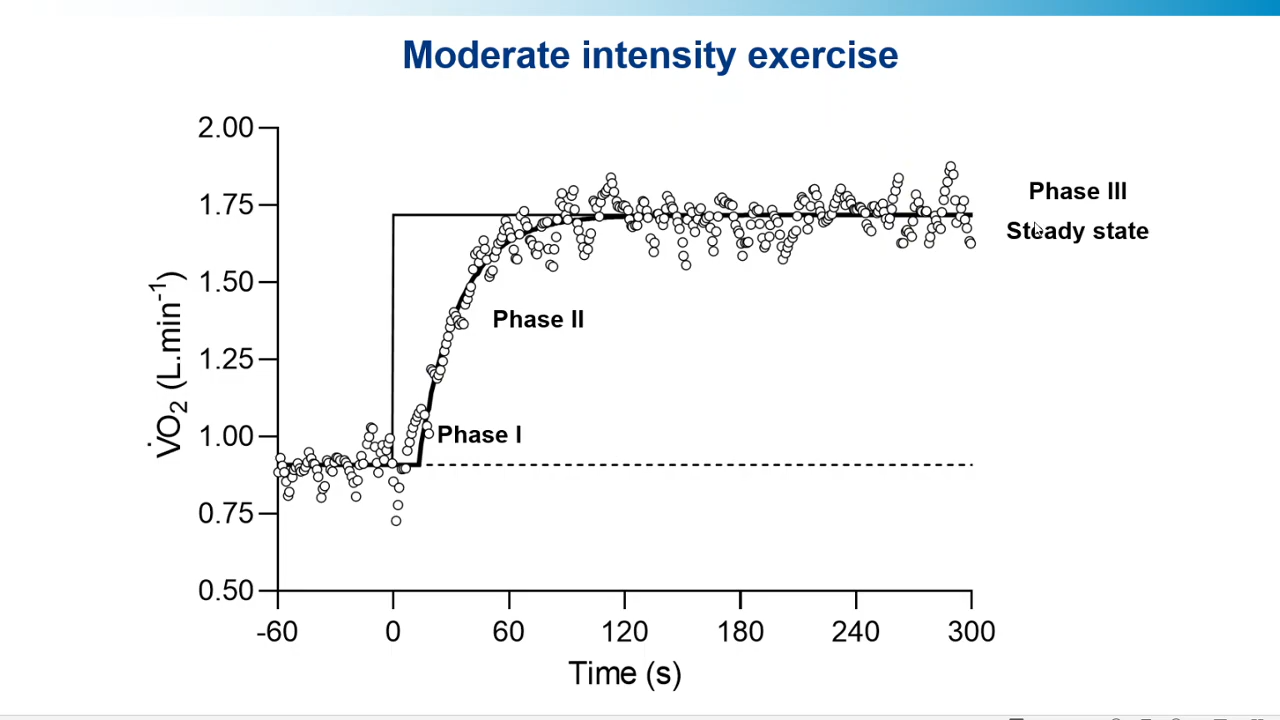 Moderate intensity exercise
2.00
1.75
1.50
1.25
1.00
0.75
0.50
V̇O₂ (L.min⁻¹)
Phase III
Steady state
Phase II
Phase I
-60 0 60 120 180 240 300
Time (s)